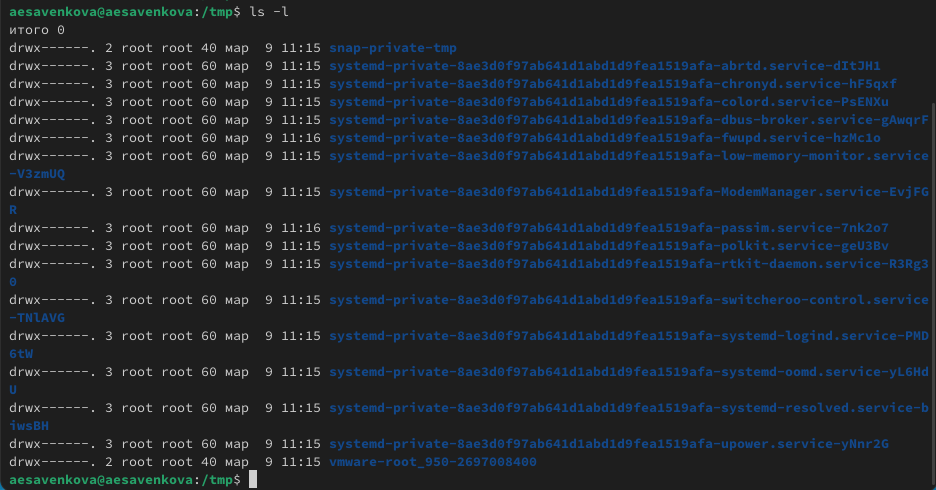 aesavenkova@aesavenkova:/tmp$ ls -l
итого 0
drwx------. 2 root root 40 мар  9 11:15 snap-private-tmp
drwx------. 3 root root 60 мар  9 11:15 systemd-private-8ae3d0f97ab641d1abd1d9fea1519afa-abrtd.service-dItJH1
drwx------. 3 root root 60 мар  9 11:15 systemd-private-8ae3d0f97ab641d1abd1d9fea1519afa-chronyd.service-hF5qxf
drwx------. 3 root root 60 мар  9 11:15 systemd-private-8ae3d0f97ab641d1abd1d9fea1519afa-colord.service-PsENXu
drwx------. 3 root root 60 мар  9 11:15 systemd-private-8ae3d0f97ab641d1abd1d9fea1519afa-dbus-broker.service-gAwqrF
drwx------. 3 root root 60 мар  9 11:16 systemd-private-8ae3d0f97ab641d1abd1d9fea1519afa-fwupd.service-hzMc1o
drwx------. 3 root root 60 мар  9 11:15 systemd-private-8ae3d0f97ab641d1abd1d9fea1519afa-low-memory-monitor.service
-V3zmUQ
drwx------. 3 root root 60 мар  9 11:15 systemd-private-8ae3d0f97ab641d1abd1d9fea1519afa-ModemManager.service-EvjFG
R
drwx------. 3 root root 60 мар  9 11:16 systemd-private-8ae3d0f97ab641d1abd1d9fea1519afa-passim.service-7nk2o7
drwx------. 3 root root 60 мар  9 11:15 systemd-private-8ae3d0f97ab641d1abd1d9fea1519afa-polkit.service-geU3Bv
drwx------. 3 root root 60 мар  9 11:15 systemd-private-8ae3d0f97ab641d1abd1d9fea1519afa-rtkit-daemon.service-R3Rg3
0
drwx------. 3 root root 60 мар  9 11:15 systemd-private-8ae3d0f97ab641d1abd1d9fea1519afa-switcheroo-control.service
-TNlAVG
drwx------. 3 root root 60 мар  9 11:15 systemd-private-8ae3d0f97ab641d1abd1d9fea1519afa-systemd-logind.service-PMD
6tW
drwx------. 3 root root 60 мар  9 11:15 systemd-private-8ae3d0f97ab641d1abd1d9fea1519afa-systemd-oomd.service-yL6Hd
U
drwx------. 3 root root 60 мар  9 11:15 systemd-private-8ae3d0f97ab641d1abd1d9fea1519afa-systemd-resolved.service-b
iwsBH
drwx------. 3 root root 60 мар  9 11:15 systemd-private-8ae3d0f97ab641d1abd1d9fea1519afa-upower.service-yNnr2G
drwx------. 2 root root 40 мар  9 11:15 vmware-root_950-2697008400
aesavenkova@aesavenkova:/tmp$